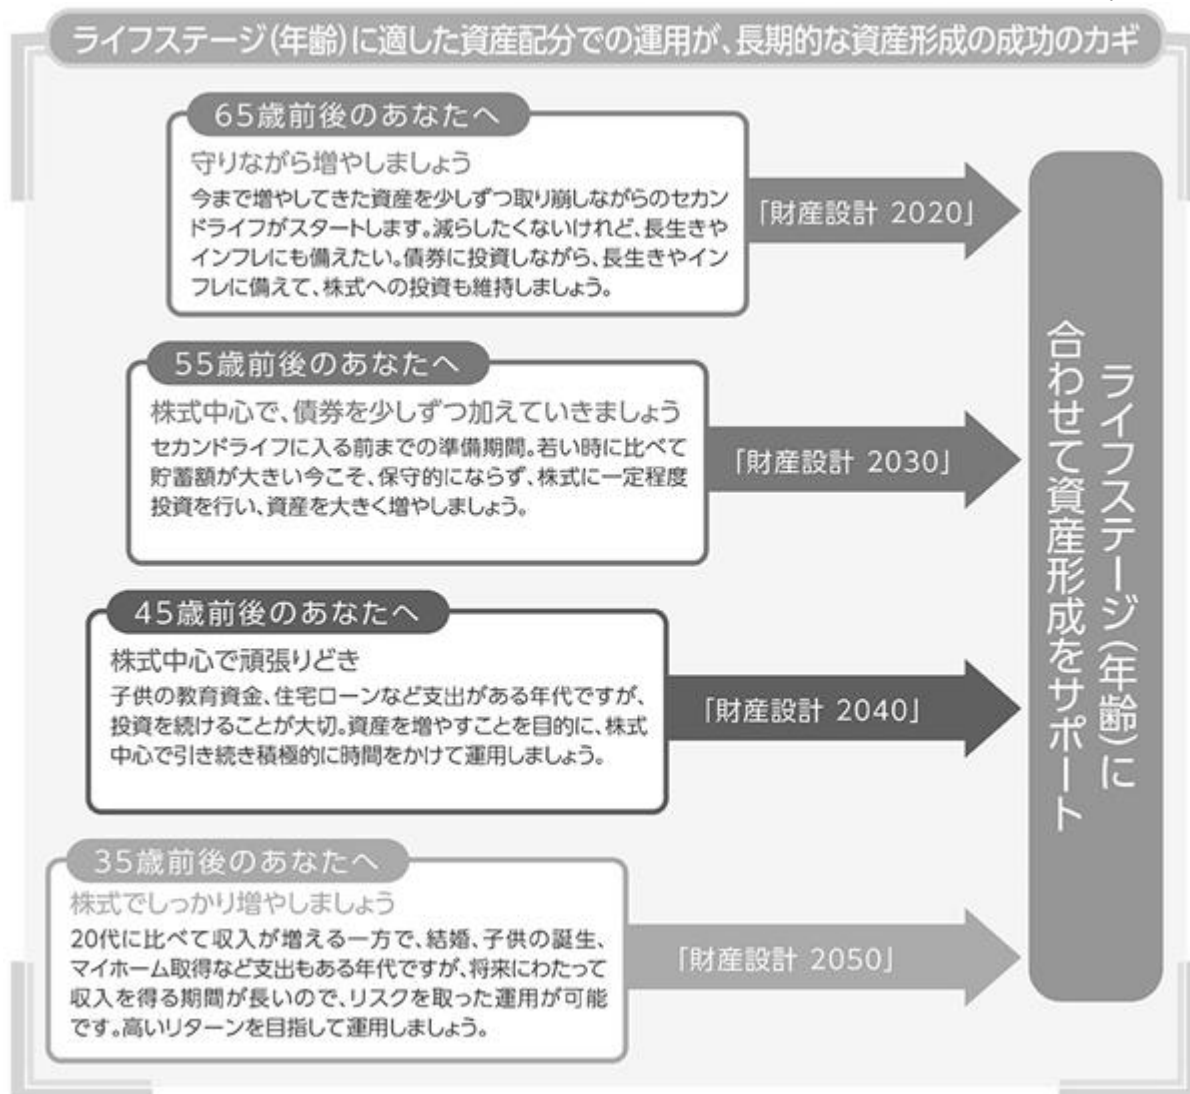 ライフステージ(年齢)に適した資産配分での運用が、長期的な資産形成の成功のカギ
65歳前後のあなたへ
守りながら増やしましょう
今まで増やしてきた資産を少しずつ取り崩しながらのセカン
ドライフがスタートします。減らしたくないけれど、長生きや
インフレにも備えたい。債券に投資しながら、長生きやイン
フレに備えて、株式への投資も維持しましょう。
「財産設計 2020」
55歳前後のあなたへ
株式中心で、債券を少しずつ加えていきましょう
セカンドライフに入る前までの準備期間。若い時に比べて
貯蓄額が大きい今こそ、保守的にならず、株式に一定程度
投資を行い、資産を大きく増やしましょう。
「財産設計 2030」
45歳前後のあなたへ
株式中心で頑張りどき
子供の教育資金、住宅ローンなど支出がある年代ですが、
投資を続けることが大切。資産を増やすことを目的に、株式
中心で引き続き積極的に時間をかけて運用しましょう。
「財産設計 2040」
35歳前後のあなたへ
株式でしっかり増やしましょう
20代に比べて収入が増える一方で、結婚、子供の誕生、
マイホーム取得など支出もある年代ですが、将来にわたって
収入を得る期間が長いので、リスクを取った運用が可能
です。高いリターンを目指して運用しましょう。
「財産設計 2050」
ライフステージ(年齢)に
合わせて資産形成をサポート